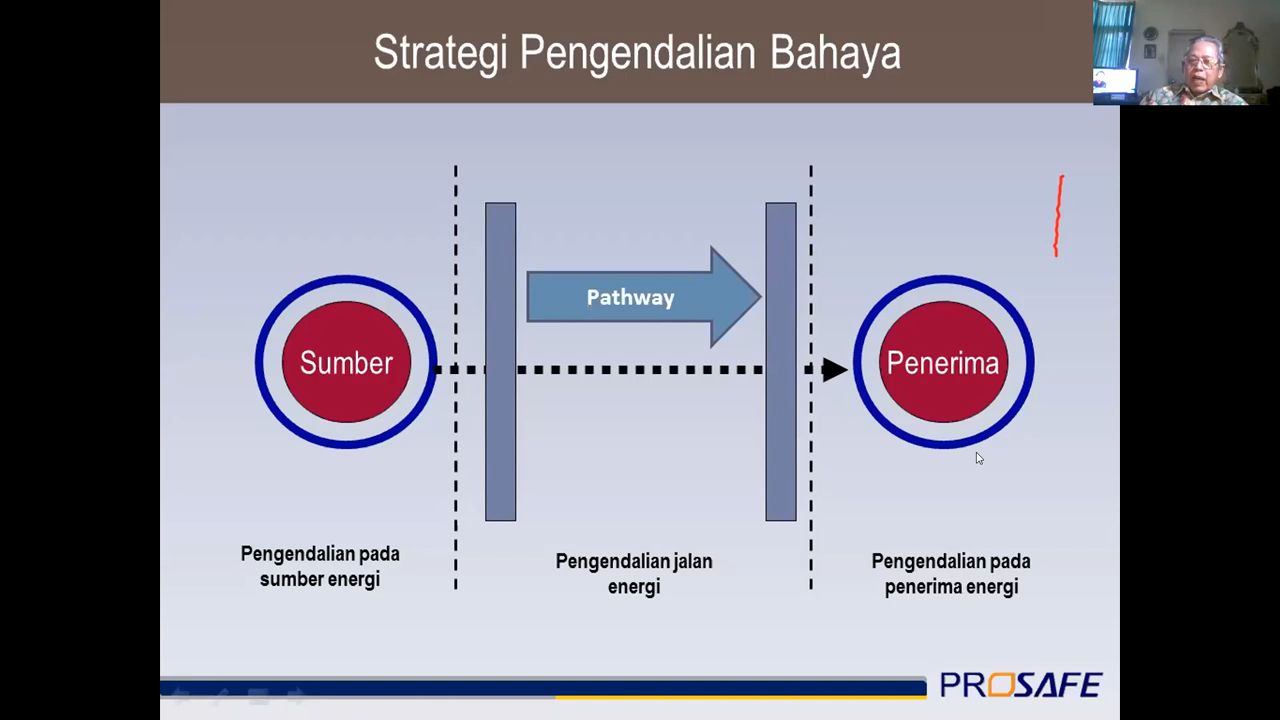 Strategi Pengendalian Bahaya
Pathway
Sumber
Penerima
Pengendalian pada
sumber energi
Pengendalian jalan
energi
Pengendalian pada
penerima energi
PROSAFE